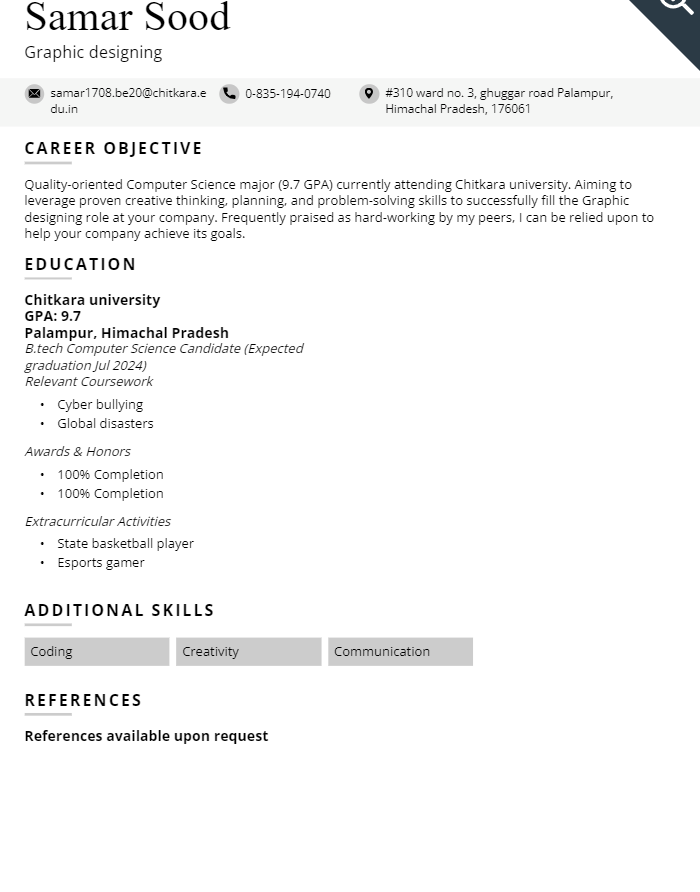 Samar Sood
Graphic designing
samar1708.be20@chitkara.e
du.in
0-835-194-0740
#310 ward no. 3, ghuggar road Palampur,
Himachal Pradesh, 176061
CAREER OBJECTIVE
Quality-oriented Computer Science major (9.7 GPA) currently attending Chitkara university. Aiming to
leverage proven creative thinking, planning, and problem-solving skills to successfully fill the Graphic
designing role at your company. Frequently praised as hard-working by my peers, I can be relied upon to
help your company achieve its goals.
EDUCATION
Chitkara university
GPA: 9.7
Palampur, Himachal Pradesh
B.tech Computer Science Candidate (Expected
graduation Jul 2024)
Relevant Coursework
• Cyber bullying
• Global disasters
Awards & Honors
• 100% Completion
• 100% Completion
Extracurricular Activities
• State basketball player
• Esports gamer
ADDITIONAL SKILLS
Coding
Creativity
Communication
REFERENCES
References available upon request